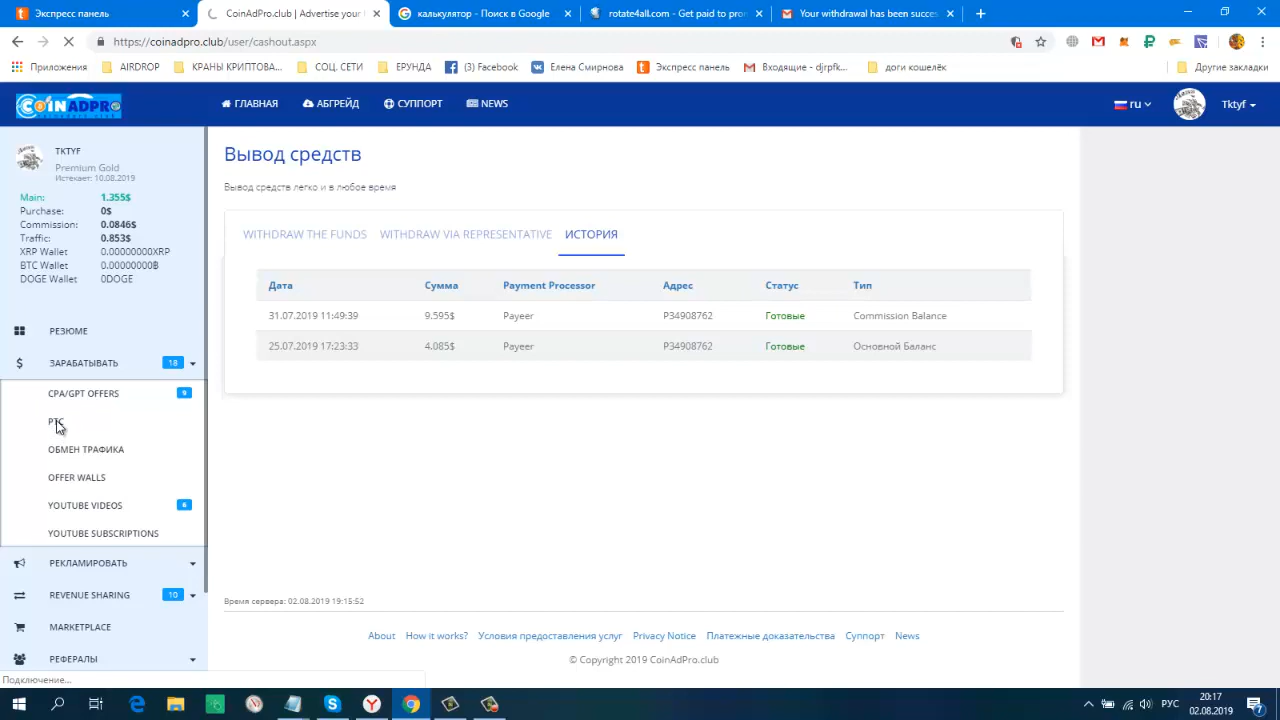 Экспресс панель
CoinAdPro.club | Advertise your
калькулятор - Поиск в Google
rotate4all.com - Get paid to pro
Your withdrawal has been succes
https://coinadpro.club/user/cashout.aspx
Приложения
AIRDROP
КРАНЫ КРИПТОВА...
СОЦ. СЕТИ
ЕРУНДА
(3) Facebook
Елена Смирнова
Экспресс панель
Входящие - djrpfk...
доги кошелёк
Другие закладки
COINADPRO
ГЛАВНАЯ
АБГРЕЙД
СУППОРТ
NEWS
ru
Tktyf
TKTYF
Premium Gold
Истекает: 10.08.2019
Main: 1.355$
Purchase: 0$
Commission: 0.0846$
Traffic: 0.853$
XRP Wallet 0.00000000XRP
BTC Wallet 0.00000000฿
DOGE Wallet 0DOGE
РЕЗЮМЕ
ЗАРАБАТЫВАТЬ 18
CPA/GPT OFFERS 9
PTC
ОБМЕН ТРАФИКА
OFFER WALLS
YOUTUBE VIDEOS 6
YOUTUBE SUBSCRIPTIONS
РЕКЛАМИРОВАТЬ
REVENUE SHARING 10
MARKETPLACE
РЕФЕРАЛЫ
Подключение...
Вывод средств
Вывод средств легко и в любое время
WITHDRAW THE FUNDS WITHDRAW VIA REPRESENTATIVE ИСТОРИЯ
Дата Сумма Payment Processor Адрес Статус Тип
31.07.2019 11:49:39 9.595$ Payeer P34908762 Готовые Commission Balance
25.07.2019 17:23:33 4.085$ Payeer P34908762 Готовые Основной Баланс
Время сервера: 02.08.2019 19:15:52
About How it works? Условия предоставления услуг Privacy Notice Платежные доказательства Суппорт News
© Copyright 2019 CoinAdPro.club
РУС
20:17
02.08.2019
7